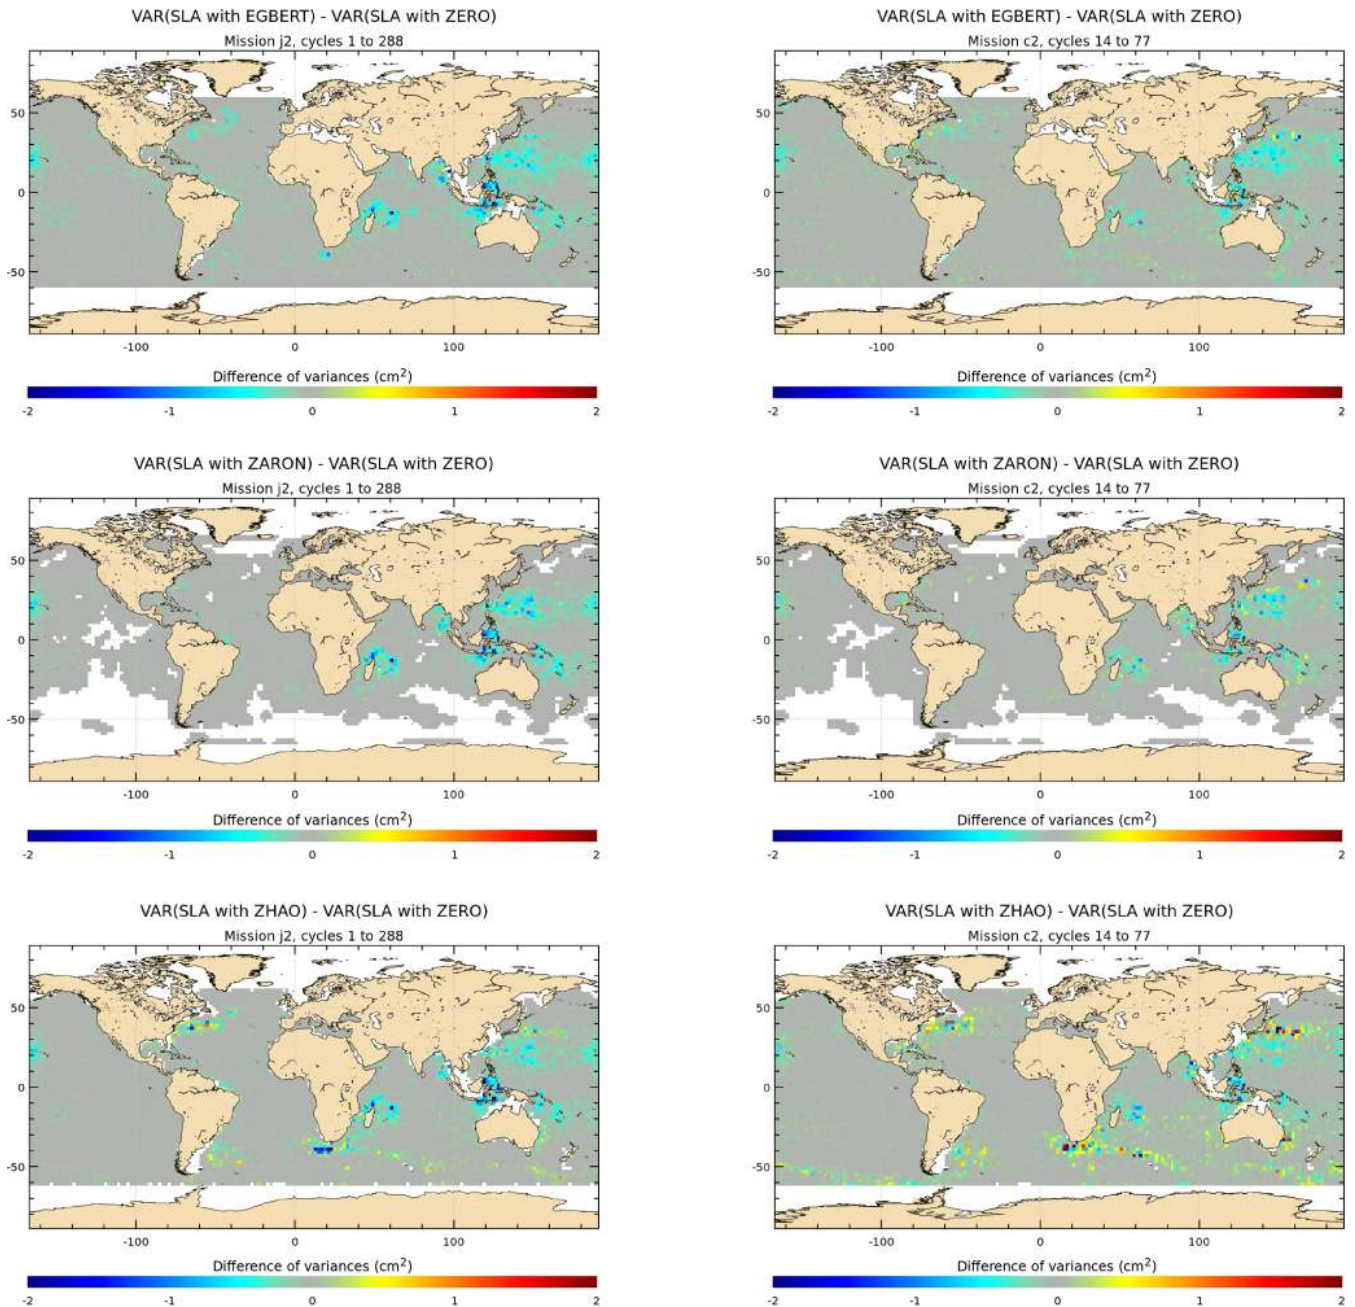 VAR(SLA with EGBERT) - VAR(SLA with ZERO)
Mission j2, cycles 1 to 288
50
0
-50
-100 0 100
Difference of variances (cm²)
-2 -1 0 1 2
VAR(SLA with EGBERT) - VAR(SLA with ZERO)
Mission c2, cycles 14 to 77
50
0
-50
-100 0 100
Difference of variances (cm²)
-2 -1 0 1 2
VAR(SLA with ZARON) - VAR(SLA with ZERO)
Mission j2, cycles 1 to 288
50
0
-50
-100 0 100
Difference of variances (cm²)
-2 -1 0 1 2
VAR(SLA with ZARON) - VAR(SLA with ZERO)
Mission c2, cycles 14 to 77
50
0
-50
-100 0 100
Difference of variances (cm²)
-2 -1 0 1 2
VAR(SLA with ZHAO) - VAR(SLA with ZERO)
Mission j2, cycles 1 to 288
50
0
-50
-100 0 100
Difference of variances (cm²)
-2 -1 0 1 2
VAR(SLA with ZHAO) - VAR(SLA with ZERO)
Mission c2, cycles 14 to 77
50
0
-50
-100 0 100
Difference of variances (cm²)
-2 -1 0 1 2